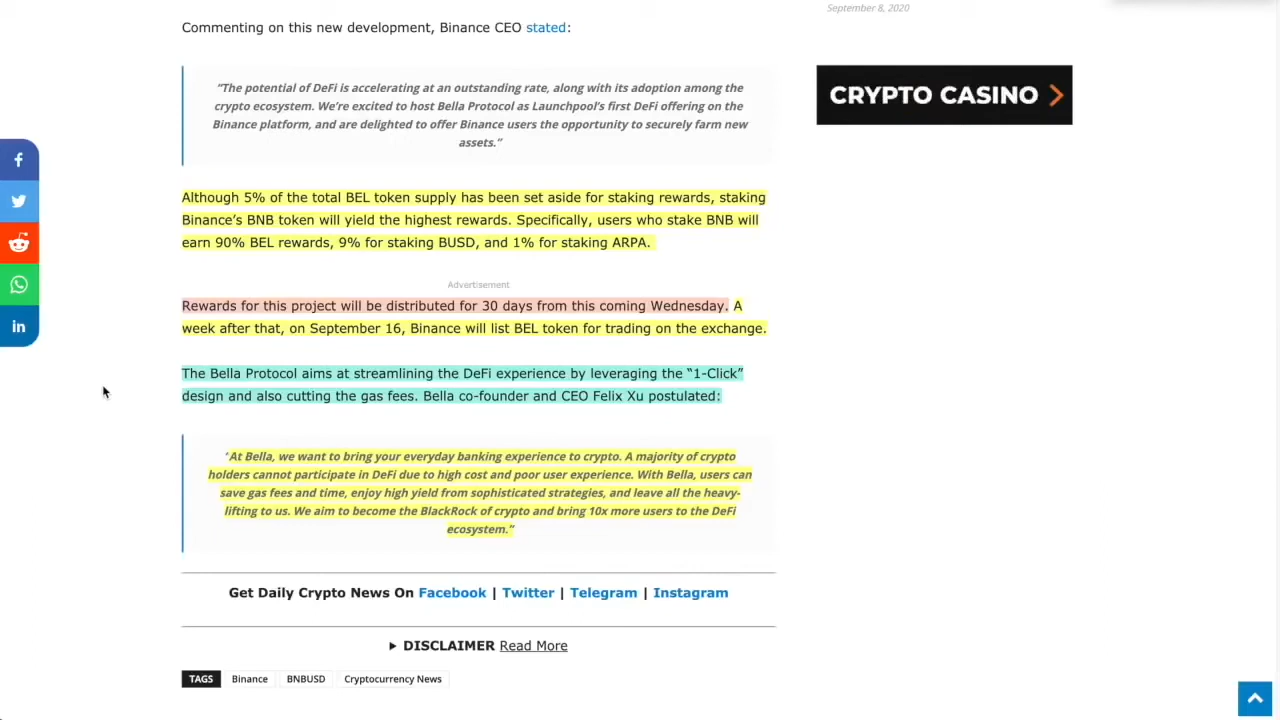 September 8, 2020
Commenting on this new development, Binance CEO stated:
CRYPTO CASINO
“The potential of DeFi is accelerating at an outstanding rate, along with its adoption among the
crypto ecosystem. We’re excited to host Bella Protocol as Launchpool’s first DeFi offering on the
Binance platform, and are delighted to offer Binance users the opportunity to securely farm new
assets.”
Although 5% of the total BEL token supply has been set aside for staking rewards, staking
Binance’s BNB token will yield the highest rewards. Specifically, users who stake BNB will
earn 90% BEL rewards, 9% for staking BUSD, and 1% for staking ARPA.
Advertisement
Rewards for this project will be distributed for 30 days from this coming Wednesday. A
week after that, on September 16, Binance will list BEL token for trading on the exchange.
The Bella Protocol aims at streamlining the DeFi experience by leveraging the “1-Click”
design and also cutting the gas fees. Bella co-founder and CEO Felix Xu postulated:
“At Bella, we want to bring your everyday banking experience to crypto. A majority of crypto
holders cannot participate in DeFi due to high cost and poor user experience. With Bella, users can
save gas fees and time, enjoy high yield from sophisticated strategies, and leave all the heavy-
lifting to us. We aim to become the BlackRock of crypto and bring 10x more users to the DeFi
ecosystem.”
Get Daily Crypto News On Facebook | Twitter | Telegram | Instagram
DISCLAIMER Read More
TAGS Binance BNBUSD Cryptocurrency News